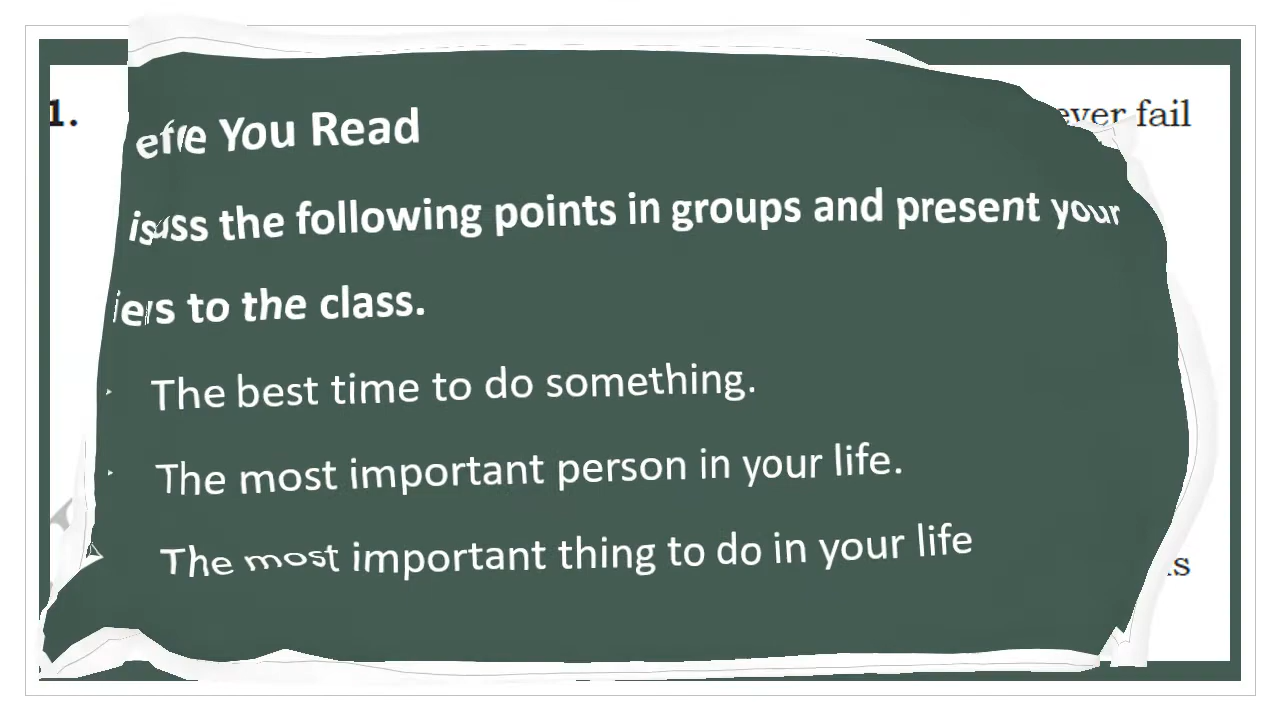 1. ever fail
You Read
the following points in groups and present your
to the class.
The best time to do something.
The most important person in your life.
The most important thing to do in your life